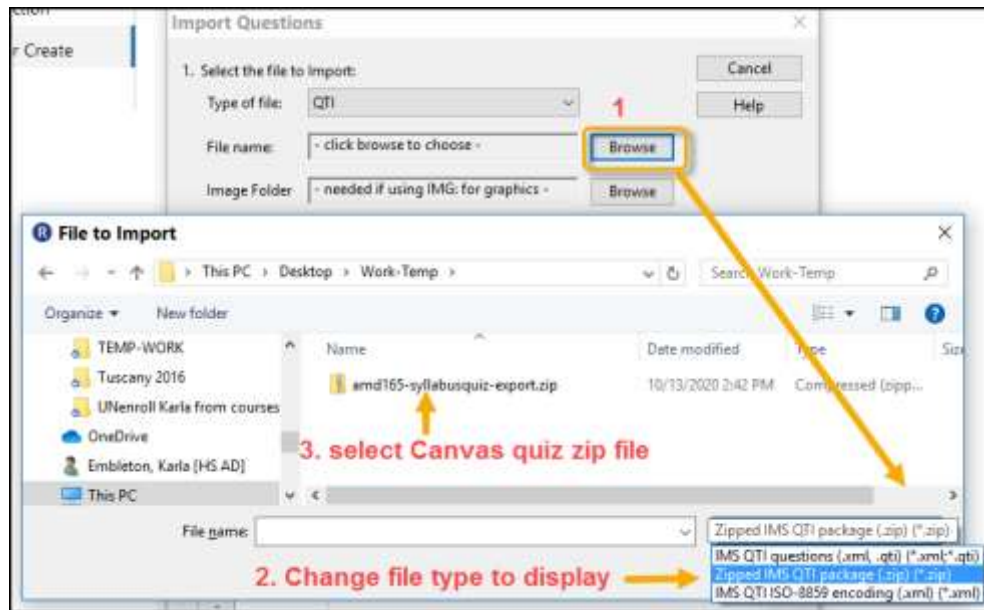 r Create
Import Questions
1. Select the file to Import:
Cancel
Type of file: QTI
1
Help
File name: - click browse to choose -
Browse
Image Folder - needed if using IMG: for graphics -
Browse
File to Import
This PC > Desktop > Work-Temp >
Search Work-Temp
Organize
New folder
TEMP-WORK
Name
Date modified
Type
Tuscany 2016
amd165-syllabusquiz-export.zip
10/13/2020 2:42 PM
Compressed (zipp...
UNenroll Karla from courses
OneDrive
3. select Canvas quiz zip file
Embleton, Karla [HS AD]
This PC
File name:
Zipped IMS QTI package (.zip) (*.zip)
IMS QTI questions (.xml, .qti) (*.xml;*.qti)
2. Change file type to display
Zipped IMS QTI package (.zip) (*.zip)
IMS QTI ISO-8859 encoding (.xml) (*.xml)